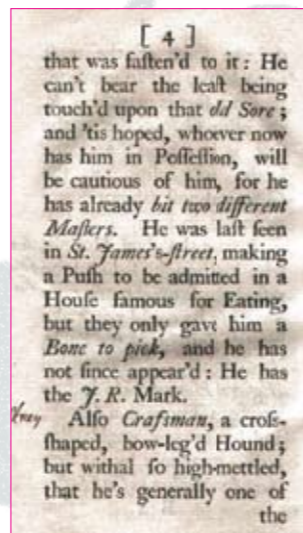 [ 4 ]
that was faſten'd to it: He
can't bear the leaſt being
touch'd upon that old Sore;
and 'tis hoped, whoever now
has him in Poſſeſſion, will
be cautious of him, for he
has already bit two different
Maſters. He was laſt ſeen
in St. James's-ſtreet, making
a Puſh to be admitted in a
Houſe famous for Eating,
but they only gave him a
Bone to pick, and he has
not ſince appear'd: He has
the J. R. Mark.
Alſo Craftſman, a croſs-
ſhaped, bow-leg'd Hound;
but withal ſo high-mettled,
that he's generally one of
the